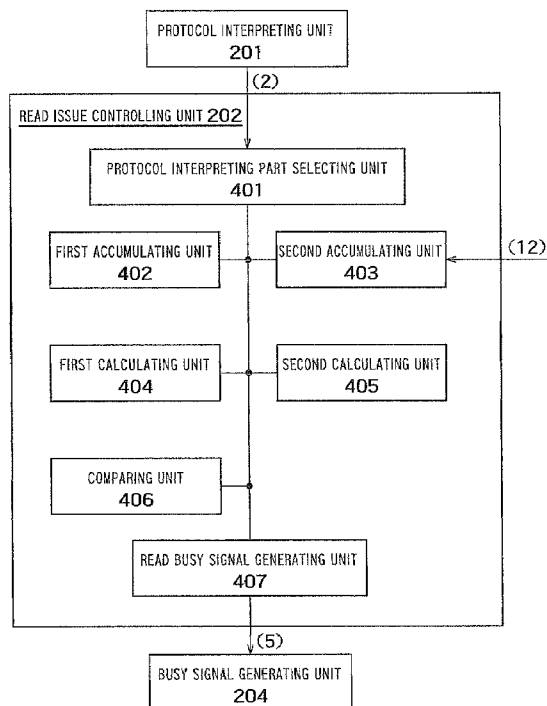 PROTOCOL INTERPRETING UNIT
201
(2)
READ ISSUE CONTROLLING UNIT 202
PROTOCOL INTERPRETING PART SELECTING UNIT
401
FIRST ACCUMULATING UNIT
402
SECOND ACCUMULATING UNIT
403
(12)
FIRST CALCULATING UNIT
404
SECOND CALCULATING UNIT
405
COMPARING UNIT
406
READ BUSY SIGNAL GENERATING UNIT
407
(5)
BUSY SIGNAL GENERATING UNIT
204